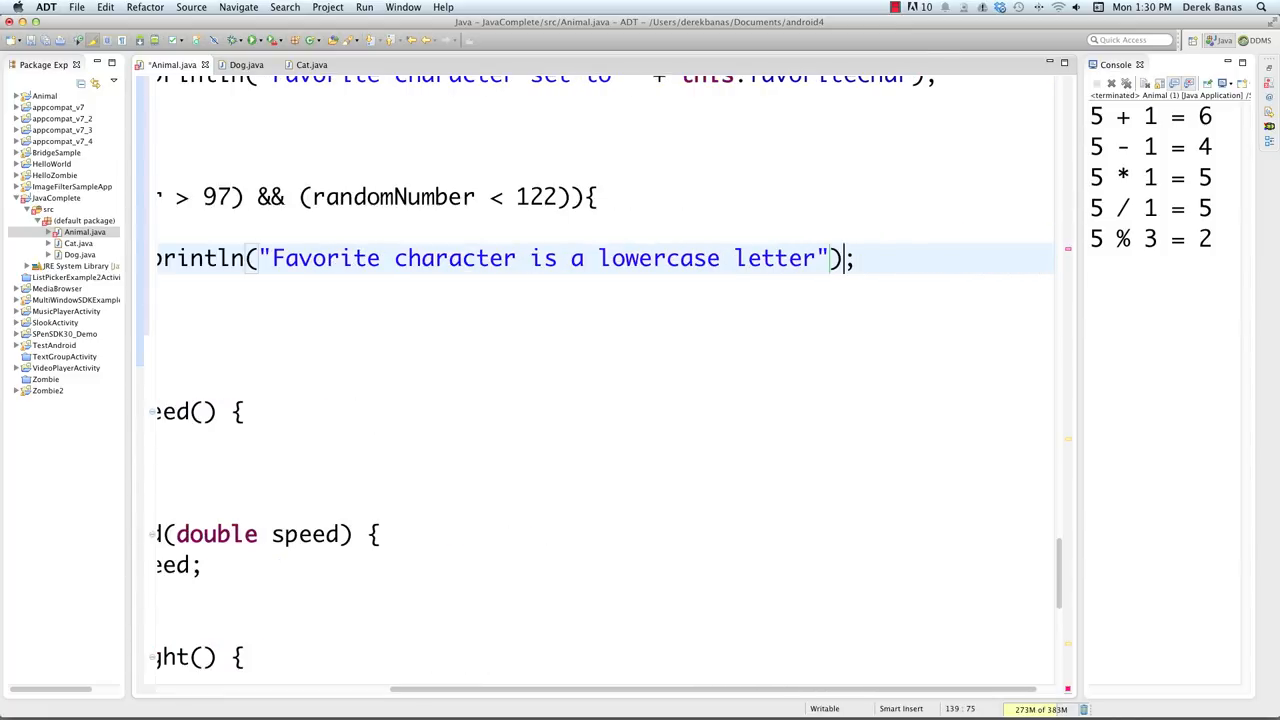 ADT File Edit Refactor Source Navigate Search Project Run Window Help
10 Mon 1:30 PM Derek Banas
Java - JavaComplete/src/Animal.java - ADT - /Users/derekbanas/Documents/android4
Quick Access Java DDMS
Package Exp *Animal.java Dog.java Cat.java Console
<terminated> Animal (1) [Java Application] /S
Animal
appcompat_v7
appcompat_v7_2
appcompat_v7_3
appcompat_v7_4
BridgeSample
HelloWorld
HelloZombie
ImageFilterSampleApp
JavaComplete
src
(default package)
Animal.java
Cat.java
Dog.java
JRE System Library [Ja
ListPickerExample2.02
MediaBrowser
MultiWindowSDKExample
MusicPlayerActivity
SlookActivity
SPenSDK30_Demo
TestAndroid
TextGroupActivity
VideoPlayerActivity
Zombie
Zombie2
println("Favorite character set to " + this.favoriteChar);
r > 97) && (randomNumber < 122)){
println("Favorite character is a lowercase letter");
eed() {
d(double speed) {
eed;
ght() {
5 + 1 = 6
5 - 1 = 4
5 * 1 = 5
5 / 1 = 5
5 % 3 = 2
Writable Smart Insert 139 : 75 273M of 383M